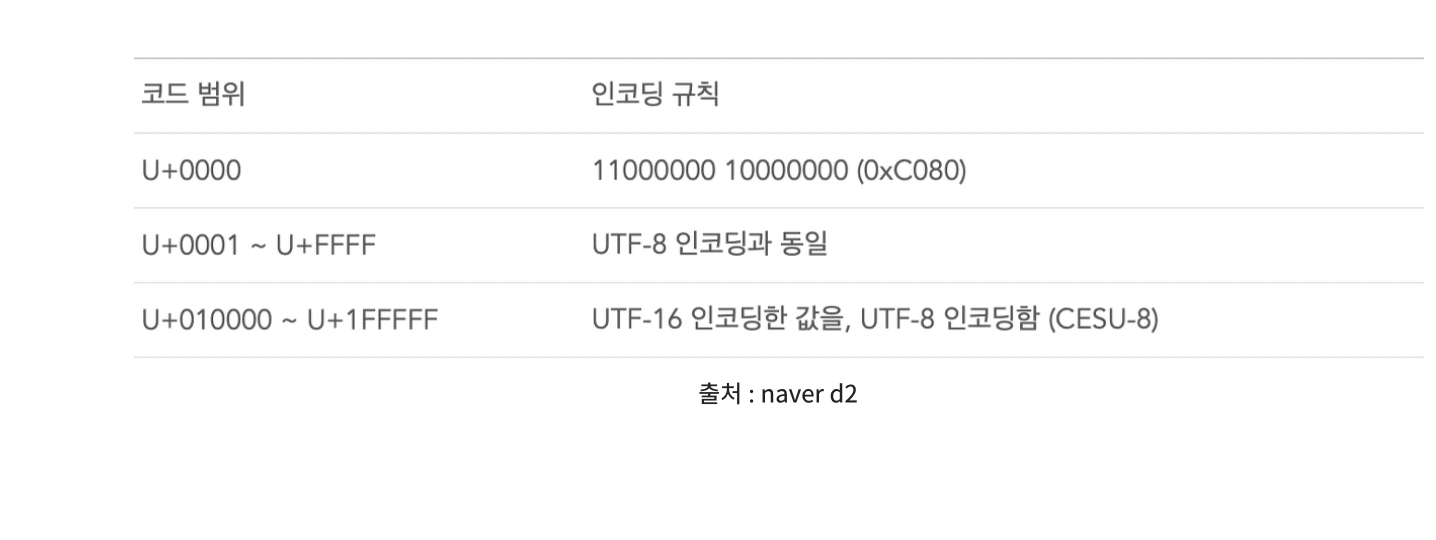 코드 범위 인코딩 규칙
U+0000 11000000 10000000 (0xC080)
U+0001 ~ U+FFFF UTF-8 인코딩과 동일
U+010000 ~ U+1FFFFF UTF-16 인코딩한 값을, UTF-8 인코딩함 (CESU-8)
출처 : naver d2